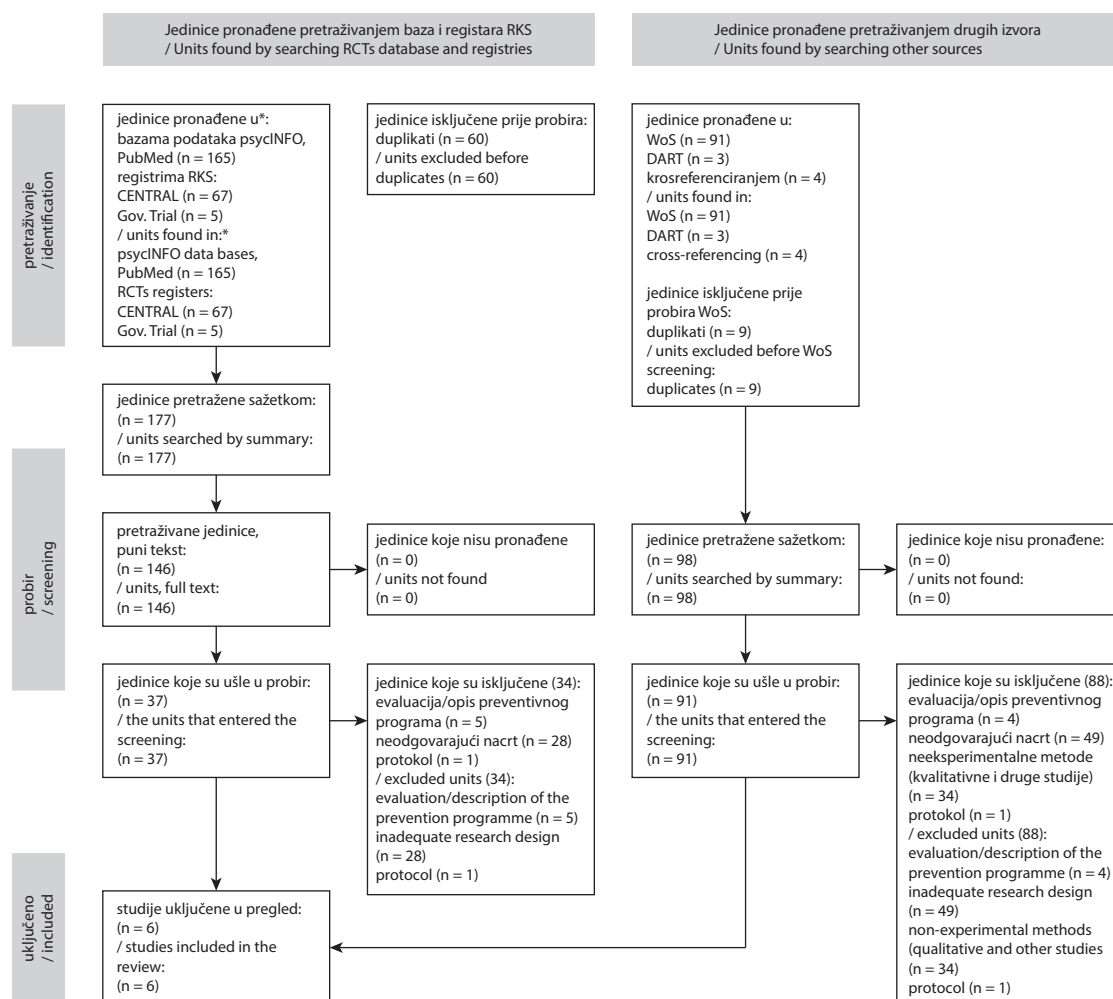 Jedinice pronađene pretraživanjem baza i registara RKS
/ Units found by searching RCTs database and registries
Jedinice pronađene pretraživanjem drugih izvora
/ Units found by searching other sources
pretraživanje
/ identification
jedinice pronađene u*:
bazama podataka psycINFO,
PubMed (n = 165)
registrima RKS:
CENTRAL (n = 67)
Gov. Trial (n = 5)
/ units found in:*
psycINFO data bases,
PubMed (n = 165)
RCTs registers:
CENTRAL (n = 67)
Gov. Trial (n = 5)
jedinice isključene prije probira:
duplikati (n = 60)
/ units excluded before
duplicates (n = 60)
jedinice pronađene u:
WoS (n = 91)
DART (n = 3)
krosreferenciranjem (n = 4)
/ units found in:
WoS (n = 91)
DART (n = 3)
cross-referencing (n = 4)
jedinice isključene prije
probira WoS:
duplikati (n = 9)
/ units excluded before WoS
screening:
duplicates (n = 9)
jedinice pretražene sažetkom:
(n = 177)
/ units searched by summary:
(n = 177)
probir
/ screening
pretraživane jedinice,
puni tekst:
(n = 146)
/ units, full text:
(n = 146)
jedinice koje nisu pronađene
(n = 0)
/ units not found
(n = 0)
jedinice pretražene sažetkom:
(n = 98)
/ units searched by summary:
(n = 98)
jedinice koje nisu pronađene:
(n = 0)
/ units not found:
(n = 0)
jedinice koje su ušle u probir:
(n = 37)
/ the units that entered the
screening:
(n = 37)
jedinice koje su isključene (34):
evaluacija/opis preventivnog
programa (n = 5)
neodgovarajući nacrt (n = 28)
protokol (n = 1)
/ excluded units (34):
evaluation/description of the
prevention programme (n = 5)
inadequate research design
(n = 28)
protocol (n = 1)
jedinice koje su ušle u probir:
(n = 91)
/ the units that entered the
screening:
(n = 91)
jedinice koje su isključene (88):
evaluacija/opis preventivnog
programa (n = 4)
neodgovarajući nacrt (n = 49)
neeksperimentalne metode
(kvalitativne i druge studije)
(n = 34)
protokol (n = 1)
/ excluded units (88):
evaluation/description of the
prevention programme (n = 4)
inadequate research design
(n = 49)
non-experimental methods
(qualitative and other studies
(n = 34)
protocol (n = 1)
uključeno
/ included
studije uključene u pregled:
(n = 6)
/ studies included in the
review:
(n = 6)